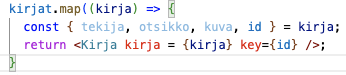 kirjat.map((kirja) => {
const { tekija, otsikko, kuva, id } = kirja;
return <Kirja kirja = {kirja} key={id} />;
}